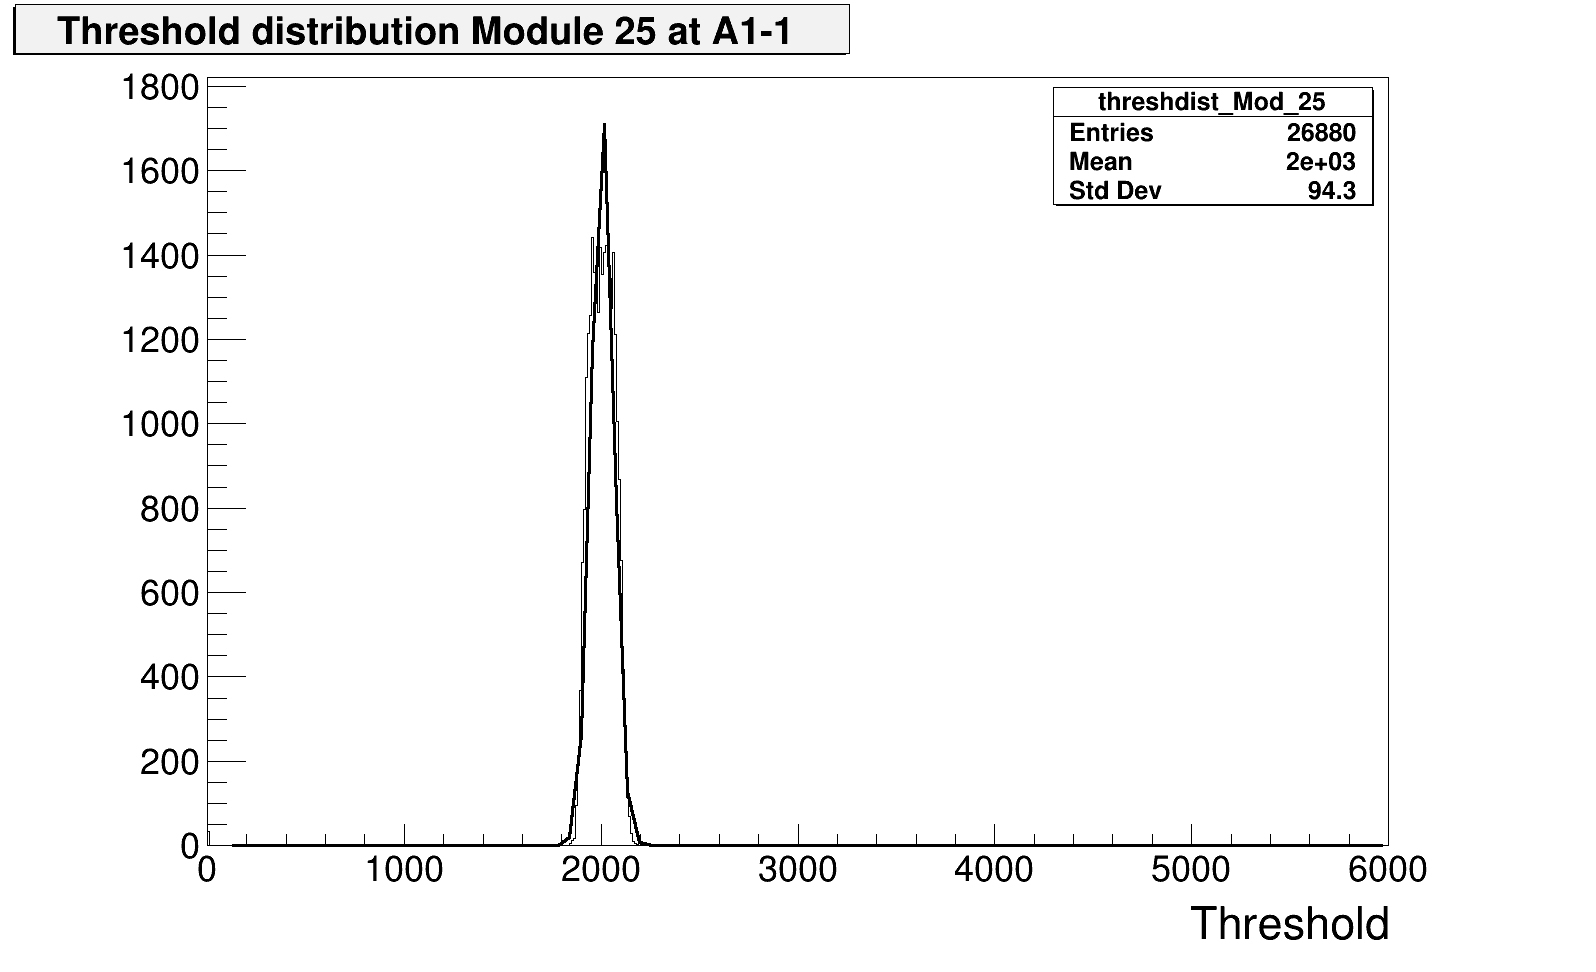 Threshold distribution Module 25 at A1-1
threshdist_Mod_25
Entries 26880
Mean 2e+03
Std Dev 94.3
1800
1600
1400
1200
1000
800
600
400
200
0
0 1000 2000 3000 4000 5000 6000
Threshold